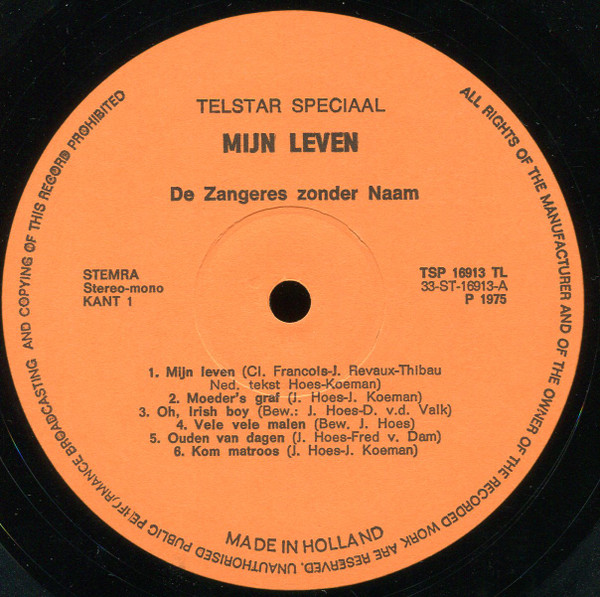 TELSTAR SPECIAAL
MIJN LEVEN
De Zangeres zonder Naam
STEMRA
Stereo-mono
KANT 1
TSP 16913 TL
33-ST-16913-A
P 1975
1. Mijn leven (Cl. Francois-J. Revaux-Thibau
Ned. tekst Hoes-Koeman)
2. Moeder's graf (J. Hoes-J. Koeman)
3. Oh, Irish boy (Bew.: J. Hoes-D. v.d. Valk)
4. Vele vele malen (Bew. J. Hoes)
5. Ouden van dagen (J. Hoes-Fred v. Dam)
6. Kom matroos (J. Hoes-J. Koeman)
MADE IN HOLLAND
ALL RIGHTS OF THE MANUFACTURER AND OF THE OWNER OF THE RECORDED WORK ARE RESERVED. UNAUTHORISED PUBLIC PERFORMANCE BROADCASTING AND COPYING OF THIS RECORD PROHIBITED